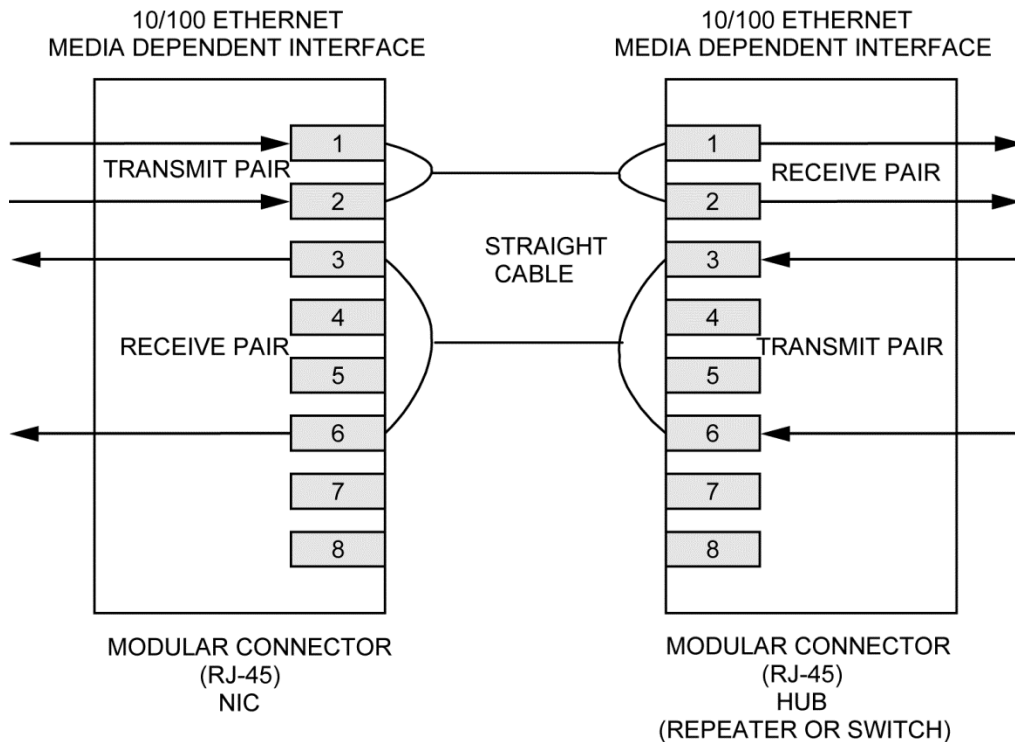 10/100 ETHERNET
MEDIA DEPENDENT INTERFACE
10/100 ETHERNET
MEDIA DEPENDENT INTERFACE
1
TRANSMIT PAIR
2
3
4
RECEIVE PAIR
5
6
7
8
STRAIGHT
CABLE
1
RECEIVE PAIR
2
3
4
TRANSMIT PAIR
5
6
7
8
MODULAR CONNECTOR
(RJ-45)
NIC
MODULAR CONNECTOR
(RJ-45)
HUB
(REPEATER OR SWITCH)